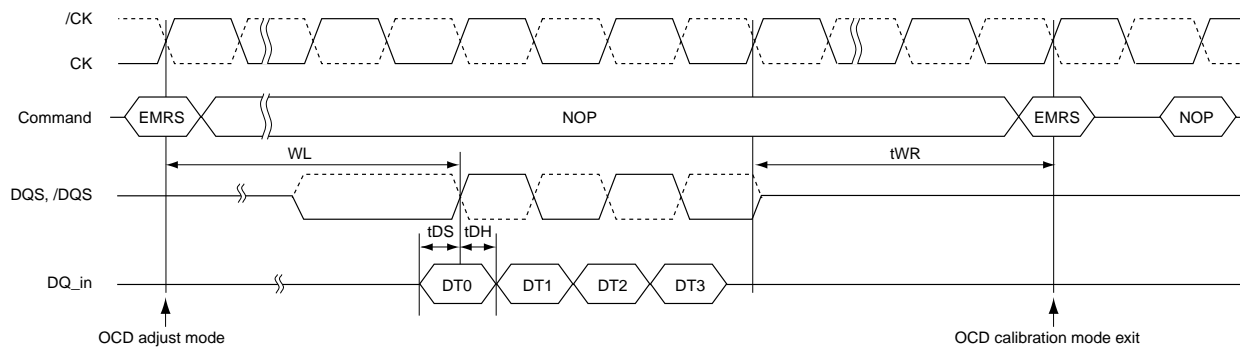 /CK
CK
Command
EMRS
NOP
EMRS
NOP
WL
tWR
DQS, /DQS
tDS
tDH
DQ_in
DT0
DT1
DT2
DT3
OCD adjust mode
OCD calibration mode exit